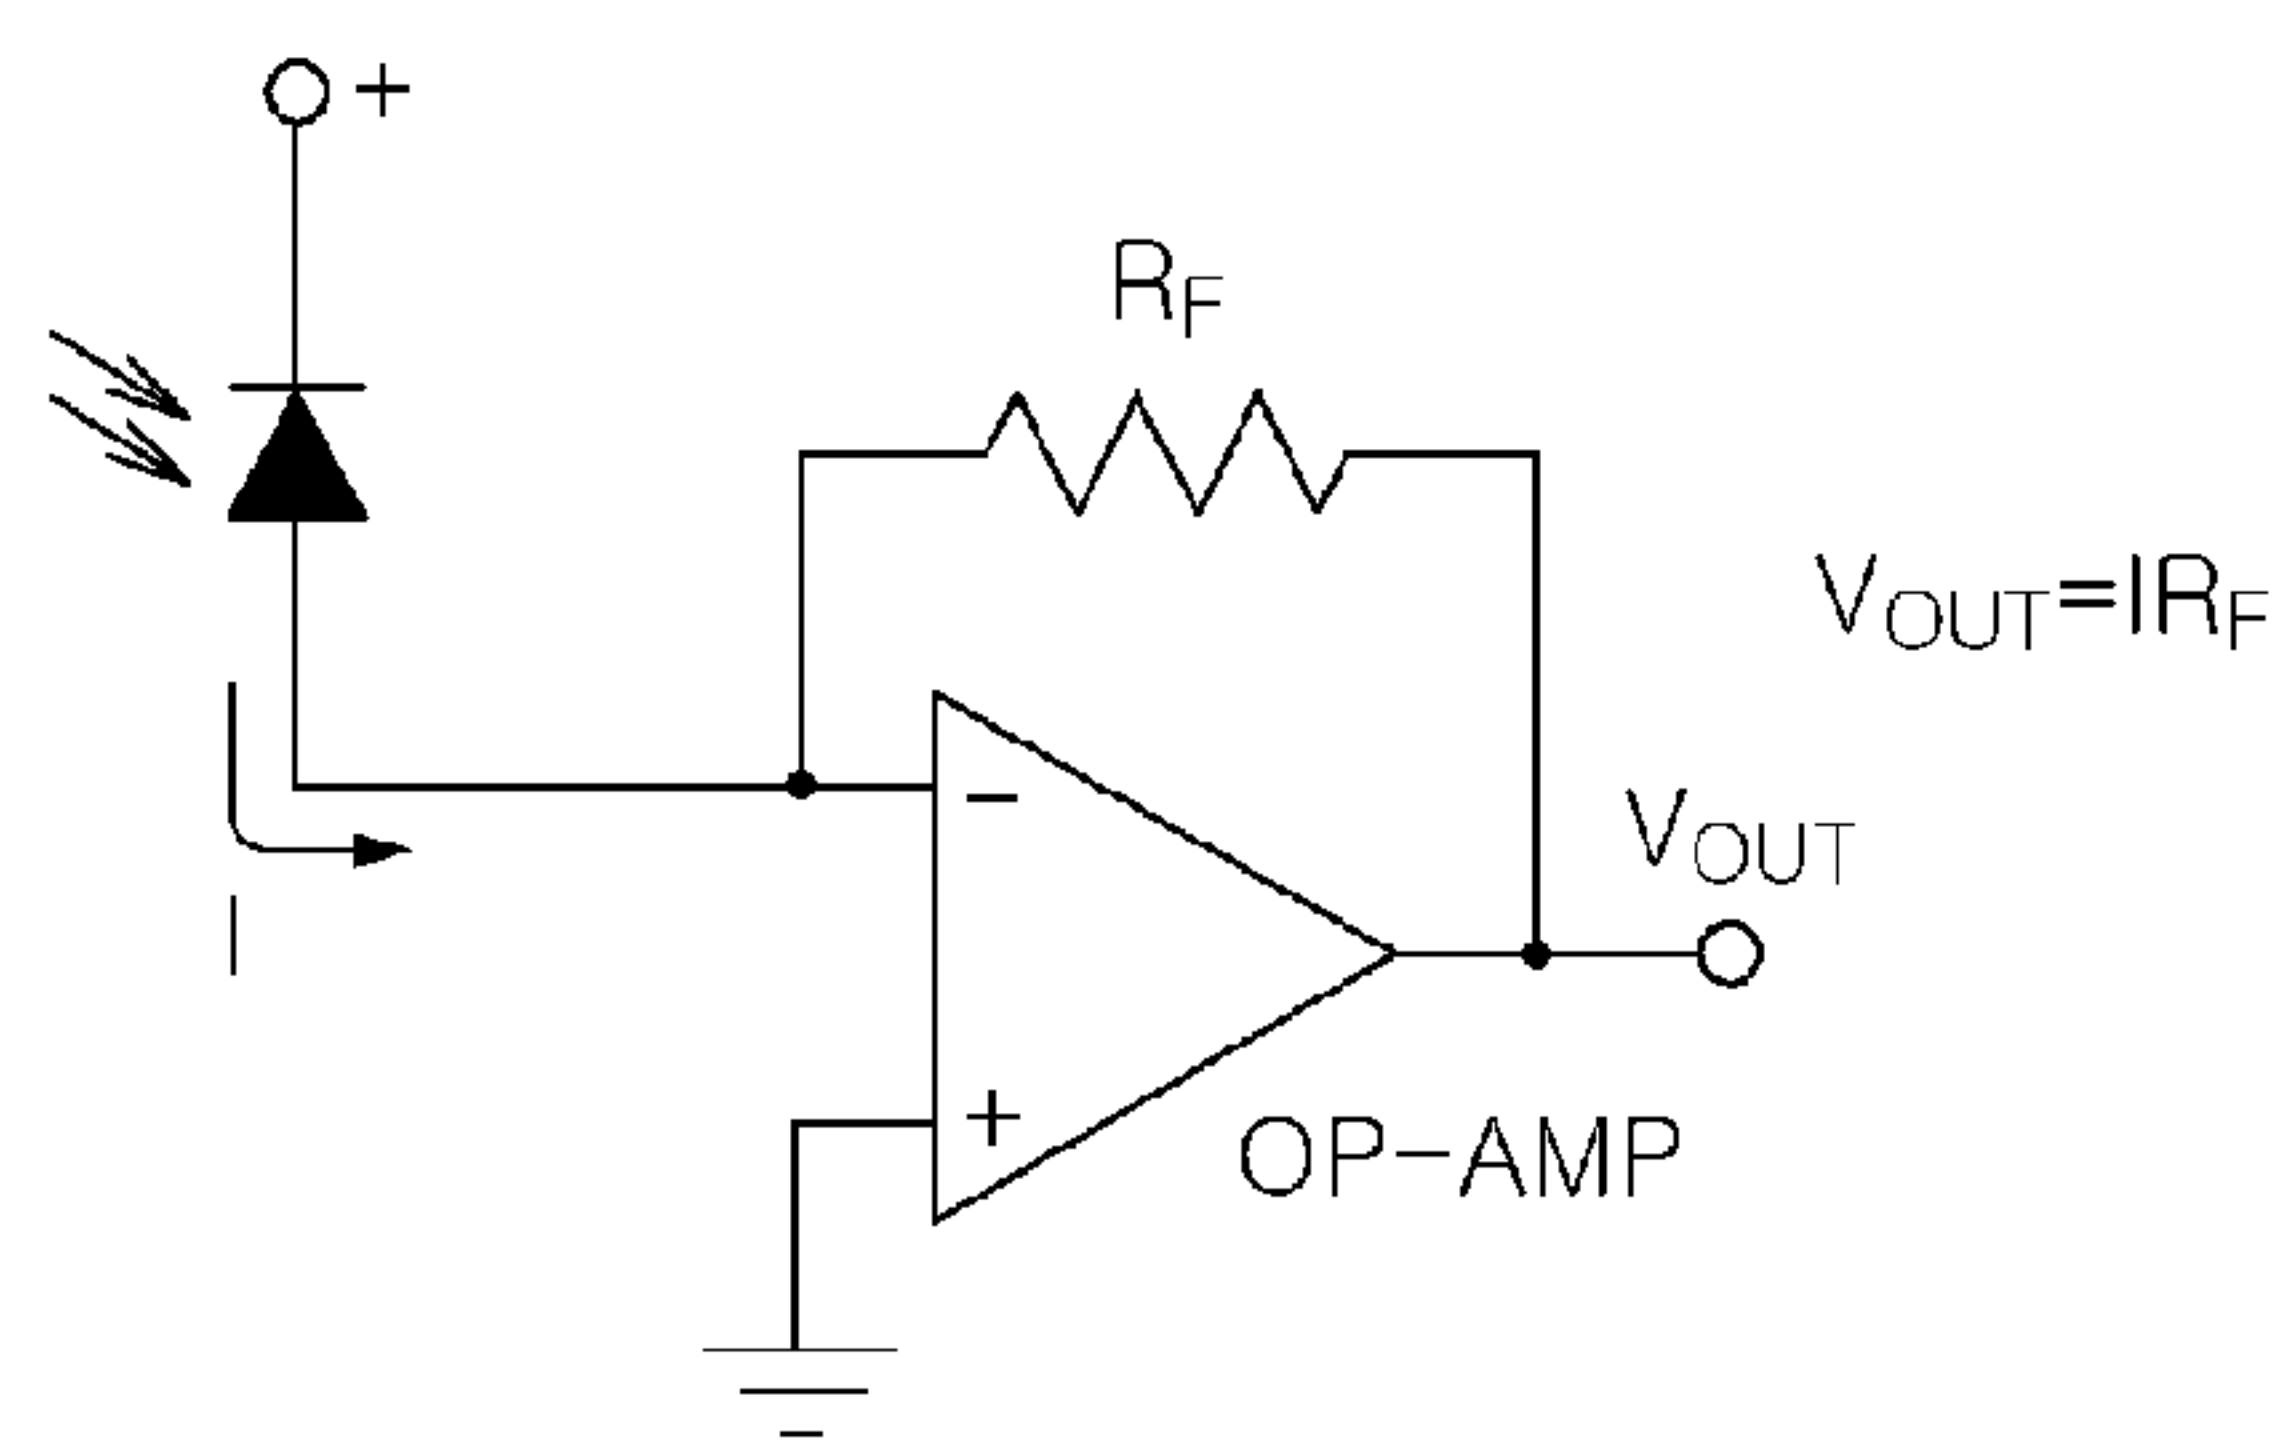 +
R_F
V_OUT=IR_F
−
V_OUT
I
+
OP−AMP